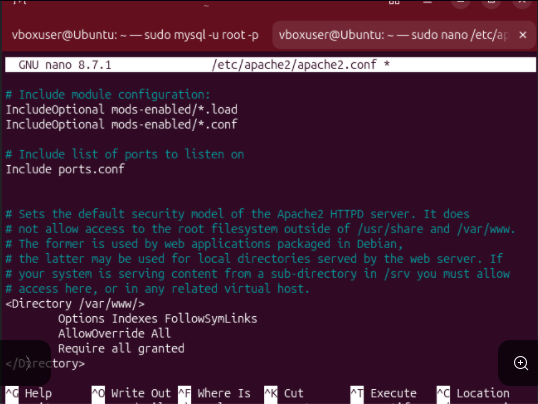 vboxuser@Ubuntu: ~ — sudo mysql -u root -p
vboxuser@Ubuntu: ~ — sudo nano /etc/ap
GNU nano 8.7.1 /etc/apache2/apache2.conf *
# Include module configuration:
IncludeOptional mods-enabled/*.load
IncludeOptional mods-enabled/*.conf
# Include list of ports to listen on
Include ports.conf
# Sets the default security model of the Apache2 HTTPD server. It does
# not allow access to the root filesystem outside of /usr/share and /var/www.
# The former is used by web applications packaged in Debian,
# the latter may be used for local directories served by the web server. If
# your system is serving content from a sub-directory in /srv you must allow
# access here, or in any related virtual host.
<Directory /var/www/>
Options Indexes FollowSymLinks
AllowOverride All
Require all granted
</Directory>
^G Help ^O Write Out ^F Where Is ^K Cut ^T Execute ^C Location